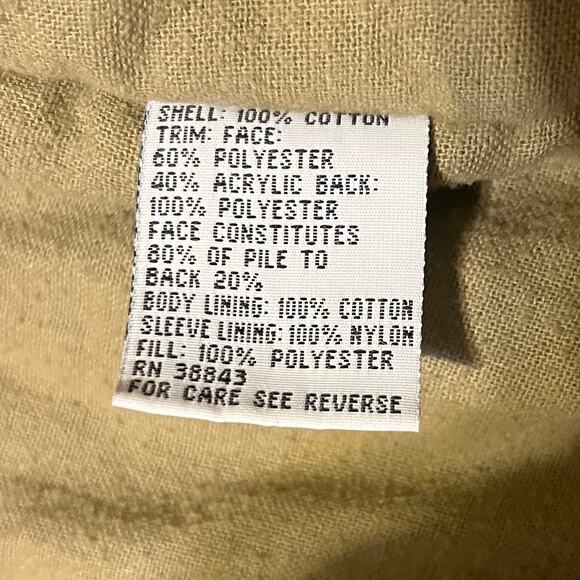 SHELL: 100% COTTON
TRIM: FACE:
60% POLYESTER
40% ACRYLIC BACK:
100% POLYESTER
FACE CONSTITUTES
80% OF PILE TO
BACK 20%
BODY LINING: 100% COTTON
SLEEVE LINING: 100% NYLON
FILL: 100% POLYESTER
RN 38843
FOR CARE SEE REVERSE